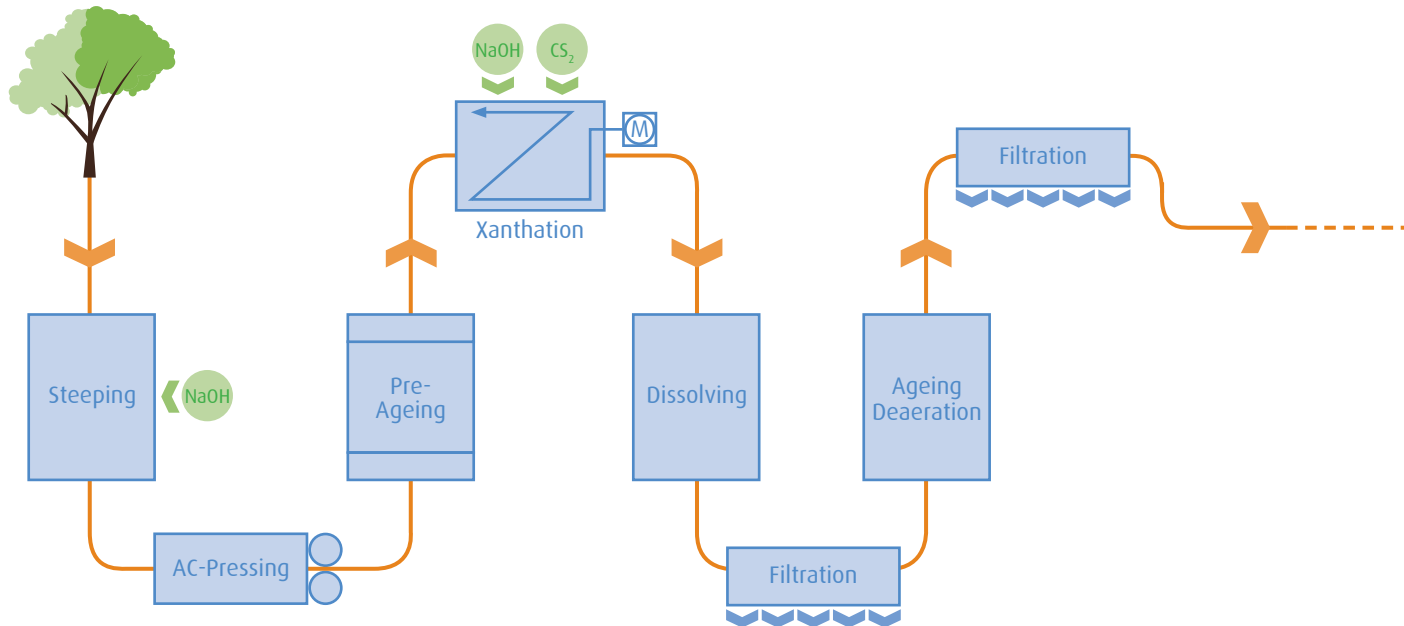 NaOH
CS₂
M
Xanthation
Filtration
Steeping
NaOH
Pre-
Ageing
Dissolving
Ageing
Deaeration
AC-Pressing
Filtration